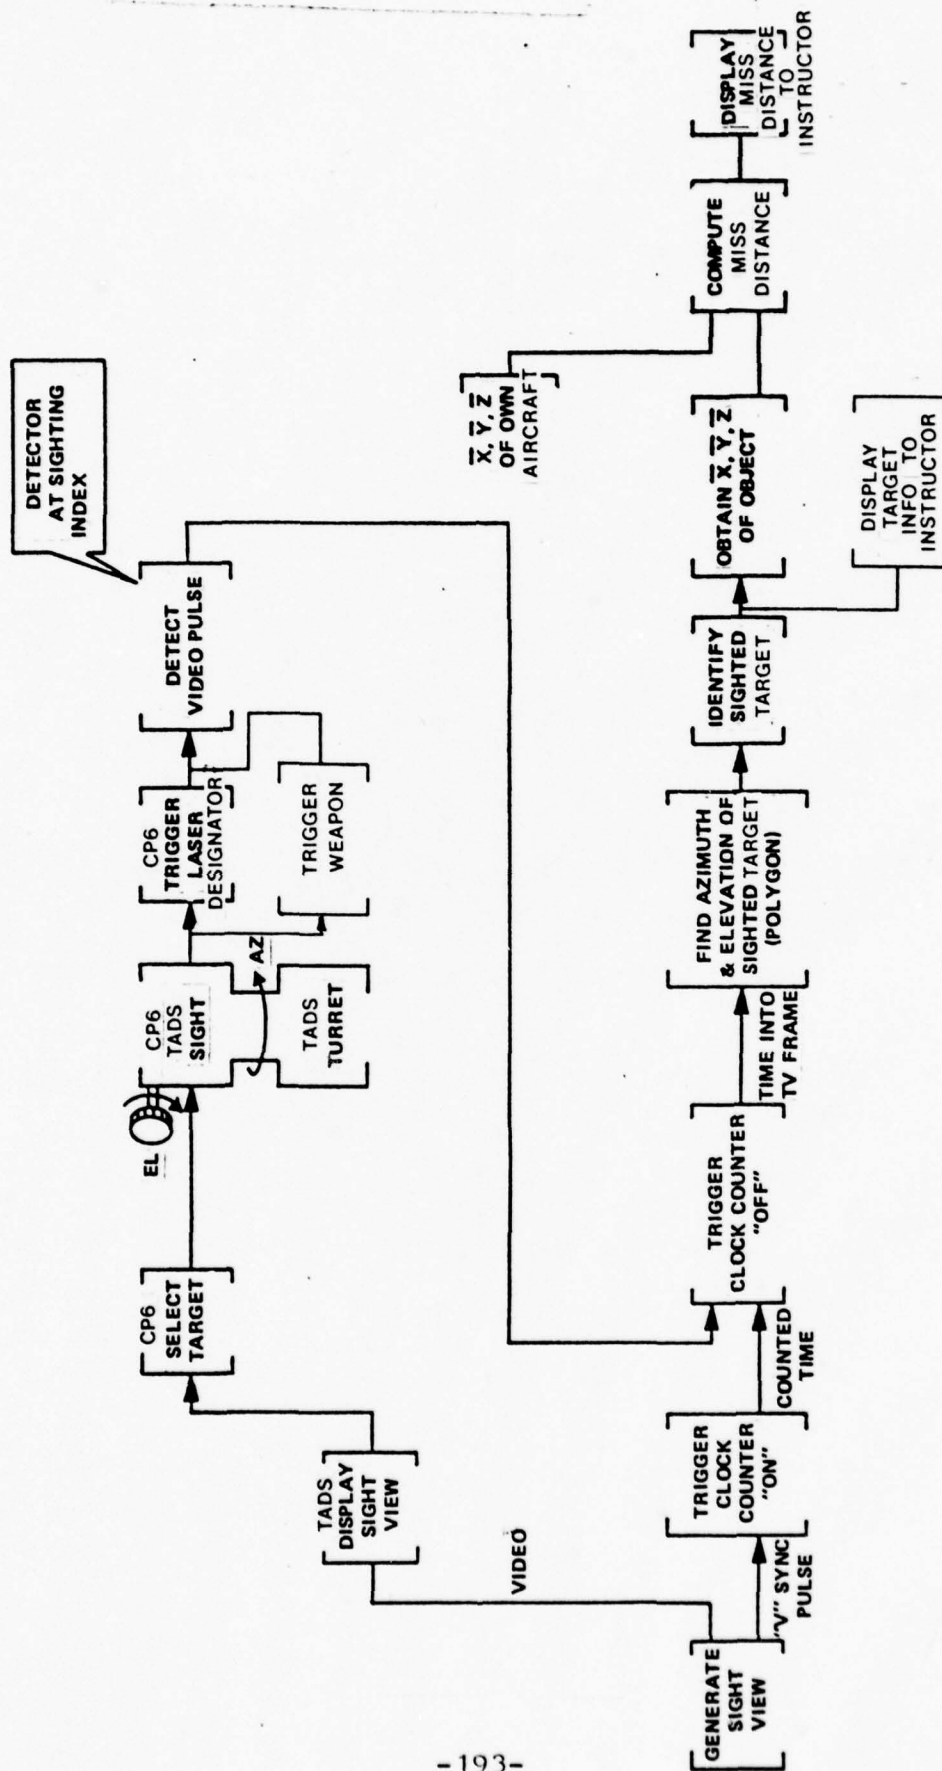 DETECTOR
AT SIGHTING
INDEX
CP6
SELECT
TARGET
EL
CP6
TADS
SIGHT
AZ
TADS
TURRET
CP6
TRIGGER
LASER
DESIGNATOR
TRIGGER
WEAPON
DETECT
VIDEO PULSE
TADS
DISPLAY
SIGHT
VIEW
VIDEO
X̅, Y̅, Z̅
OF OWN
AIRCRAFT
GENERATE
SIGHT
VIEW
"V" SYNC
PULSE
TRIGGER
CLOCK
COUNTER
"ON"
COUNTED
TIME
TRIGGER
CLOCK COUNTER
"OFF"
TIME INTO
TV FRAME
FIND AZIMUTH
& ELEVATION OF
SIGHTED TARGET
(POLYGON)
IDENTIFY
SIGHTED
TARGET
OBTAIN X̅, Y̅, Z̅
OF OBJECT
COMPUTE
MISS
DISTANCE
DISPLAY
MISS
DISTANCE
TO
INSTRUCTOR
DISPLAY
TARGET
INFO TO
INSTRUCTOR
-193-